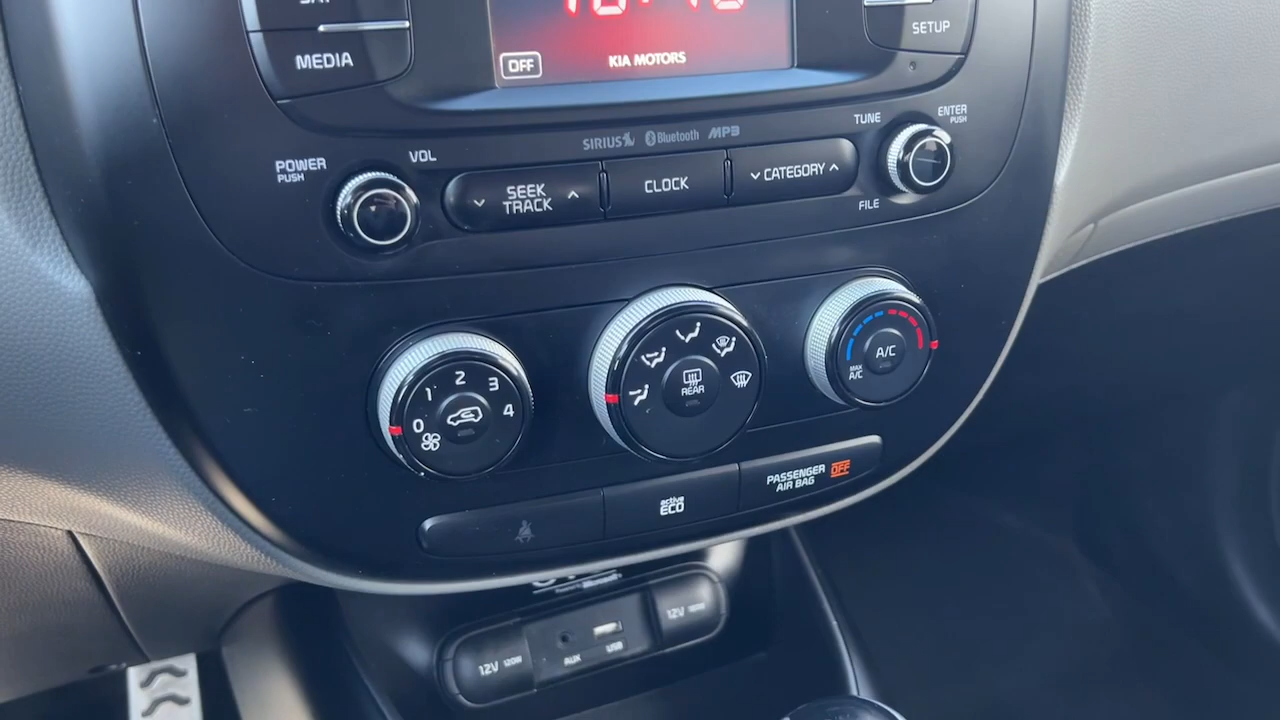 MEDIA
SETUP
OFF
KIA MOTORS
SIRIUS Bluetooth MP3
POWER
PUSH
VOL
TUNE
ENTER
PUSH
SEEK
TRACK
CLOCK
CATEGORY
FILE
0 1 2 3 4
REAR
MAX
A/C
A/C
active
ECO
PASSENGER
AIR BAG
OFF
12V 120W
AUX
USB
12V